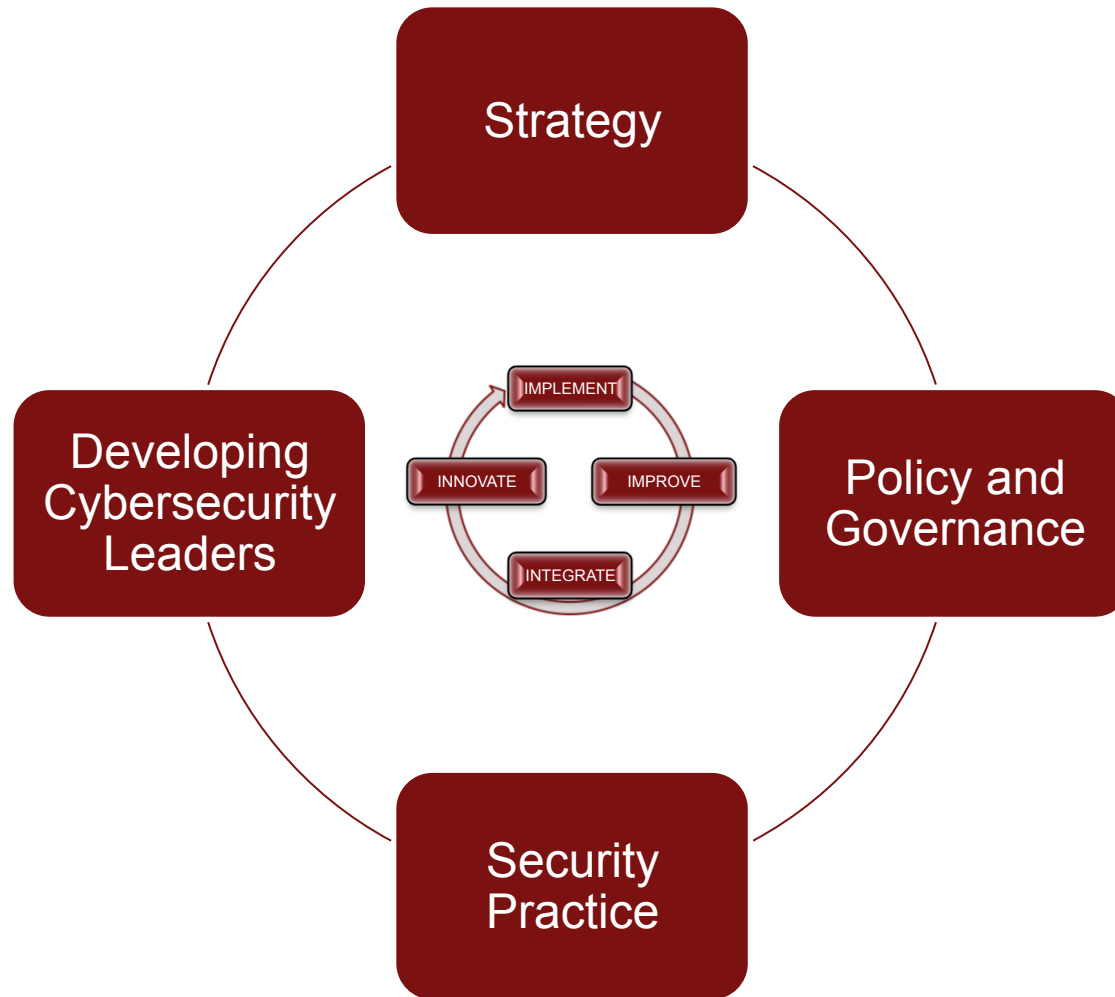 Strategy
IMPLEMENT
Developing
Cybersecurity
Leaders
INNOVATE
IMPROVE
Policy and
Governance
INTEGRATE
Security
Practice